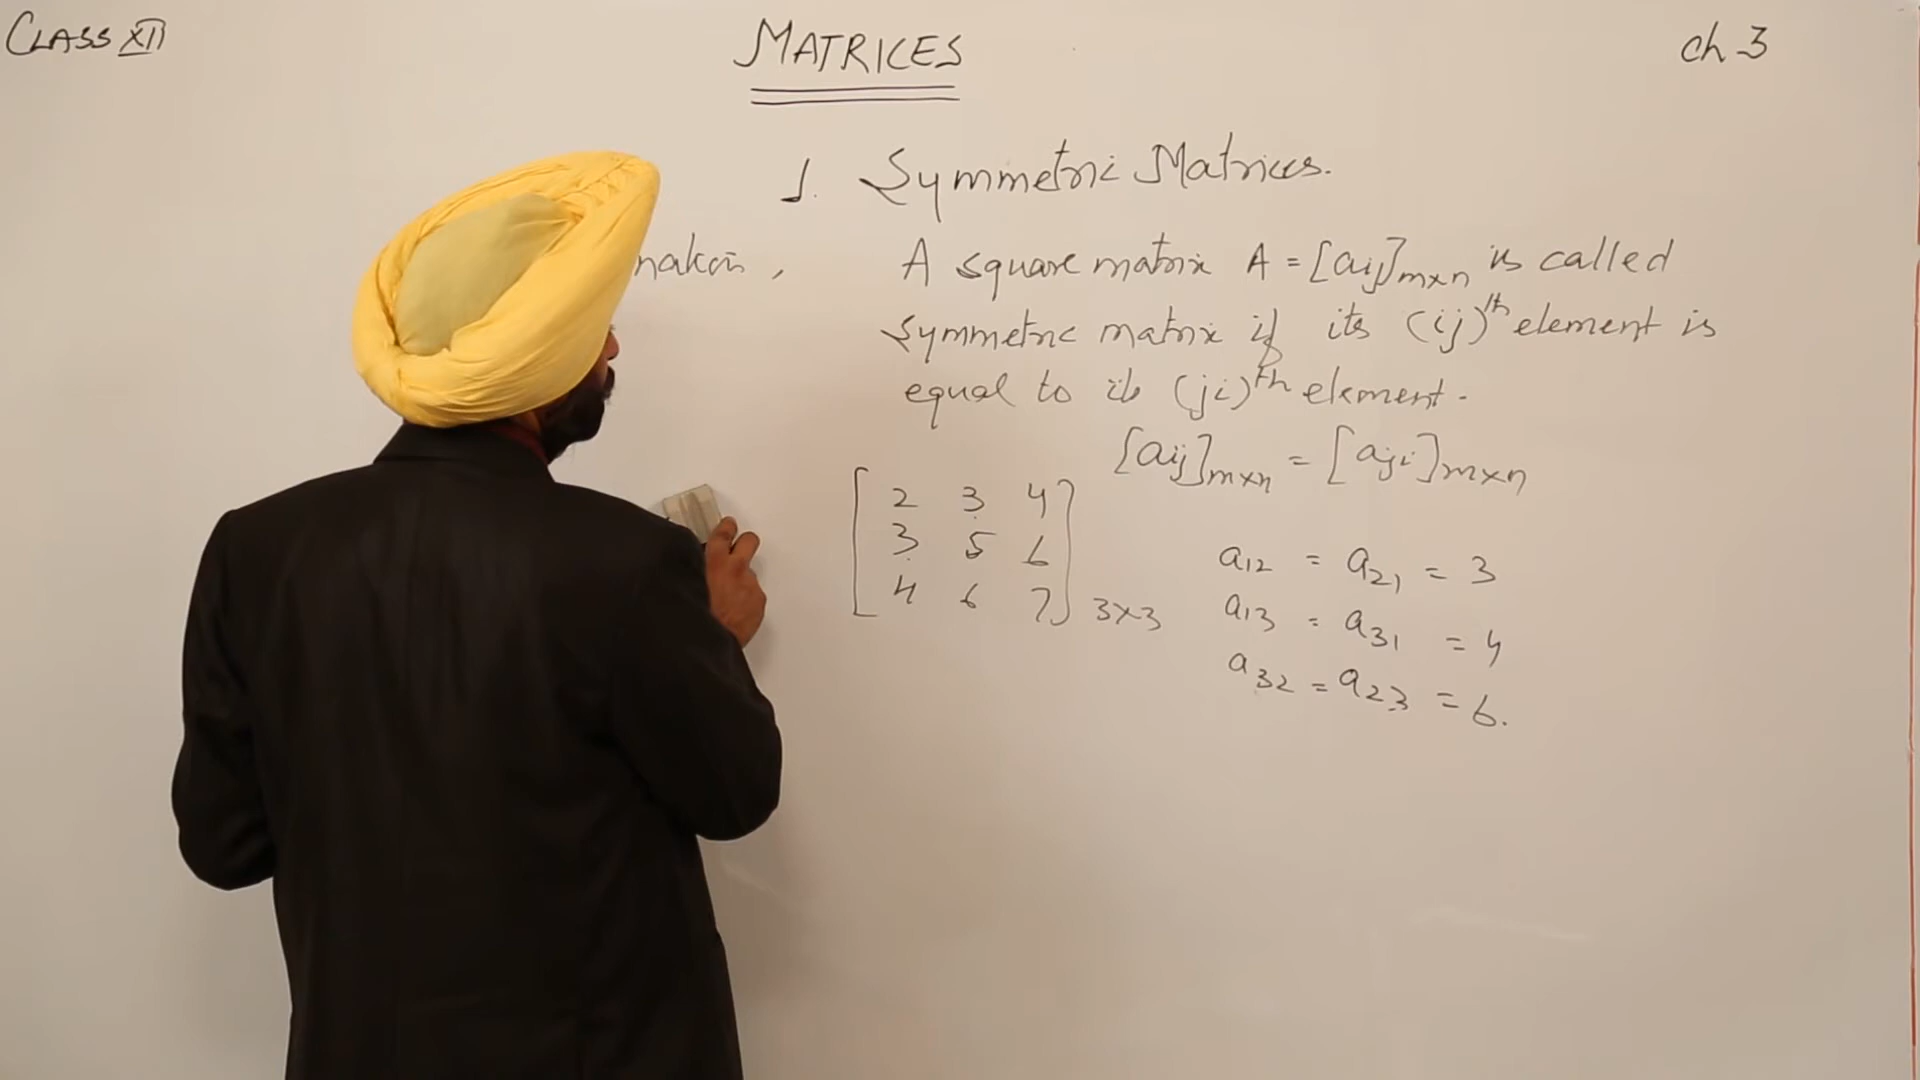 CLASS XII
MATRICES
ch 3
1. Symmetric Matrices.
A square matrix A = [aij]m×n is called
symmetric matrix if its (ij)th element is
equal to its (ji)th element.
[aij]m×n = [aji]m×n
2 3 4
3 5 6
4 6 7
3×3
a12 = a21 = 3
a13 = a31 = 4
a32 = a23 = 6.